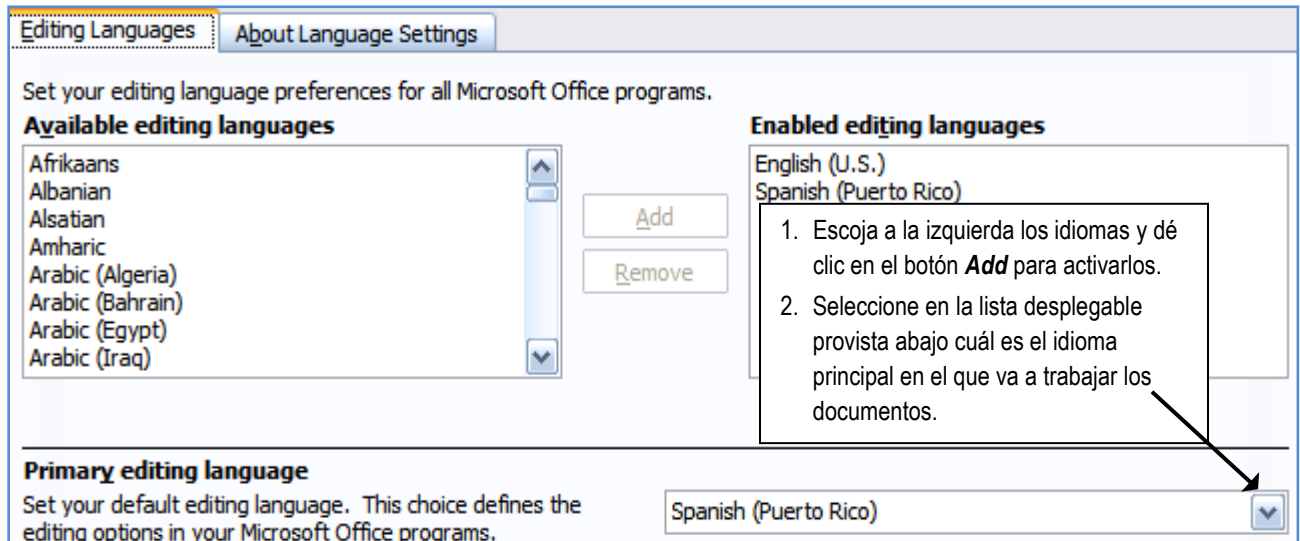 Editing Languages
About Language Settings
Set your editing language preferences for all Microsoft Office programs.
Available editing languages
Enabled editing languages
Afrikaans
Albanian
Alsatian
Amharic
Arabic (Algeria)
Arabic (Bahrain)
Arabic (Egypt)
Arabic (Iraq)
Add
Remove
English (U.S.)
Spanish (Puerto Rico)
1. Escoja a la izquierda los idiomas y dé
clic en el botón Add para activarlos.
2. Seleccione en la lista desplegable
provista abajo cuál es el idioma
principal en el que va a trabajar los
documentos.
Primary editing language
Set your default editing language. This choice defines the
editing options in your Microsoft Office programs.
Spanish (Puerto Rico)